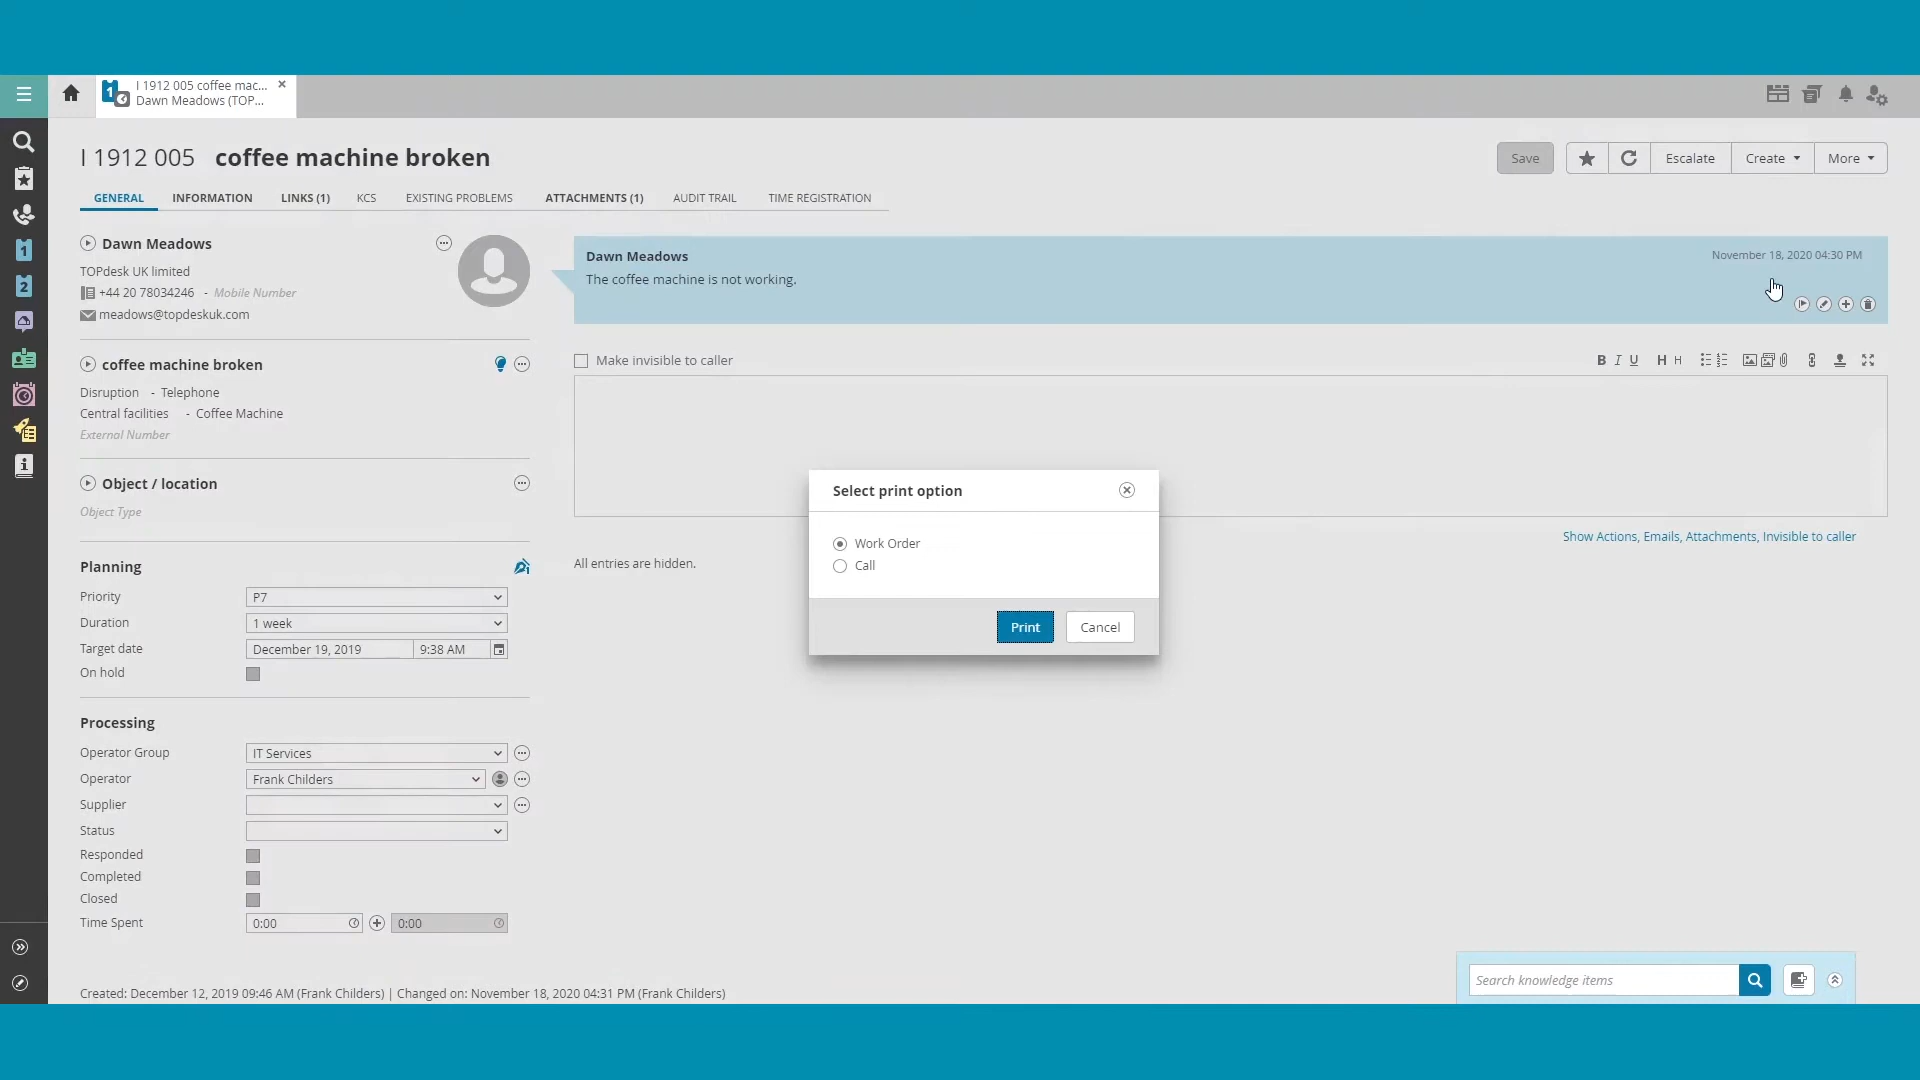 I 1912 005 coffee mac...
Dawn Meadows (TOP...
I 1912 005 coffee machine broken
Save
Escalate
Create
More
GENERAL
INFORMATION
LINKS (1)
KCS
EXISTING PROBLEMS
ATTACHMENTS (1)
AUDIT TRAIL
TIME REGISTRATION
1
2
Dawn Meadows
TOPdesk UK limited
+44 20 78034246 - Mobile Number
meadows@topdeskuk.com
coffee machine broken
Disruption - Telephone
Central facilities - Coffee Machine
External Number
Object / location
Object Type
Planning
Priority P7
Duration 1 week
Target date December 19, 2019 9:38 AM
On hold
Processing
Operator Group IT Services
Operator Frank Childers
Supplier
Status
Responded
Completed
Closed
Time Spent 0:00 0:00
Created: December 12, 2019 09:46 AM (Frank Childers) | Changed on: November 18, 2020 04:31 PM (Frank Childers)
Dawn Meadows
November 18, 2020 04:30 PM
The coffee machine is not working.
Make invisible to caller
B I U H H
Show Actions, Emails, Attachments, Invisible to caller
All entries are hidden.
Select print option
Work Order
Call
Print
Cancel
Search knowledge items